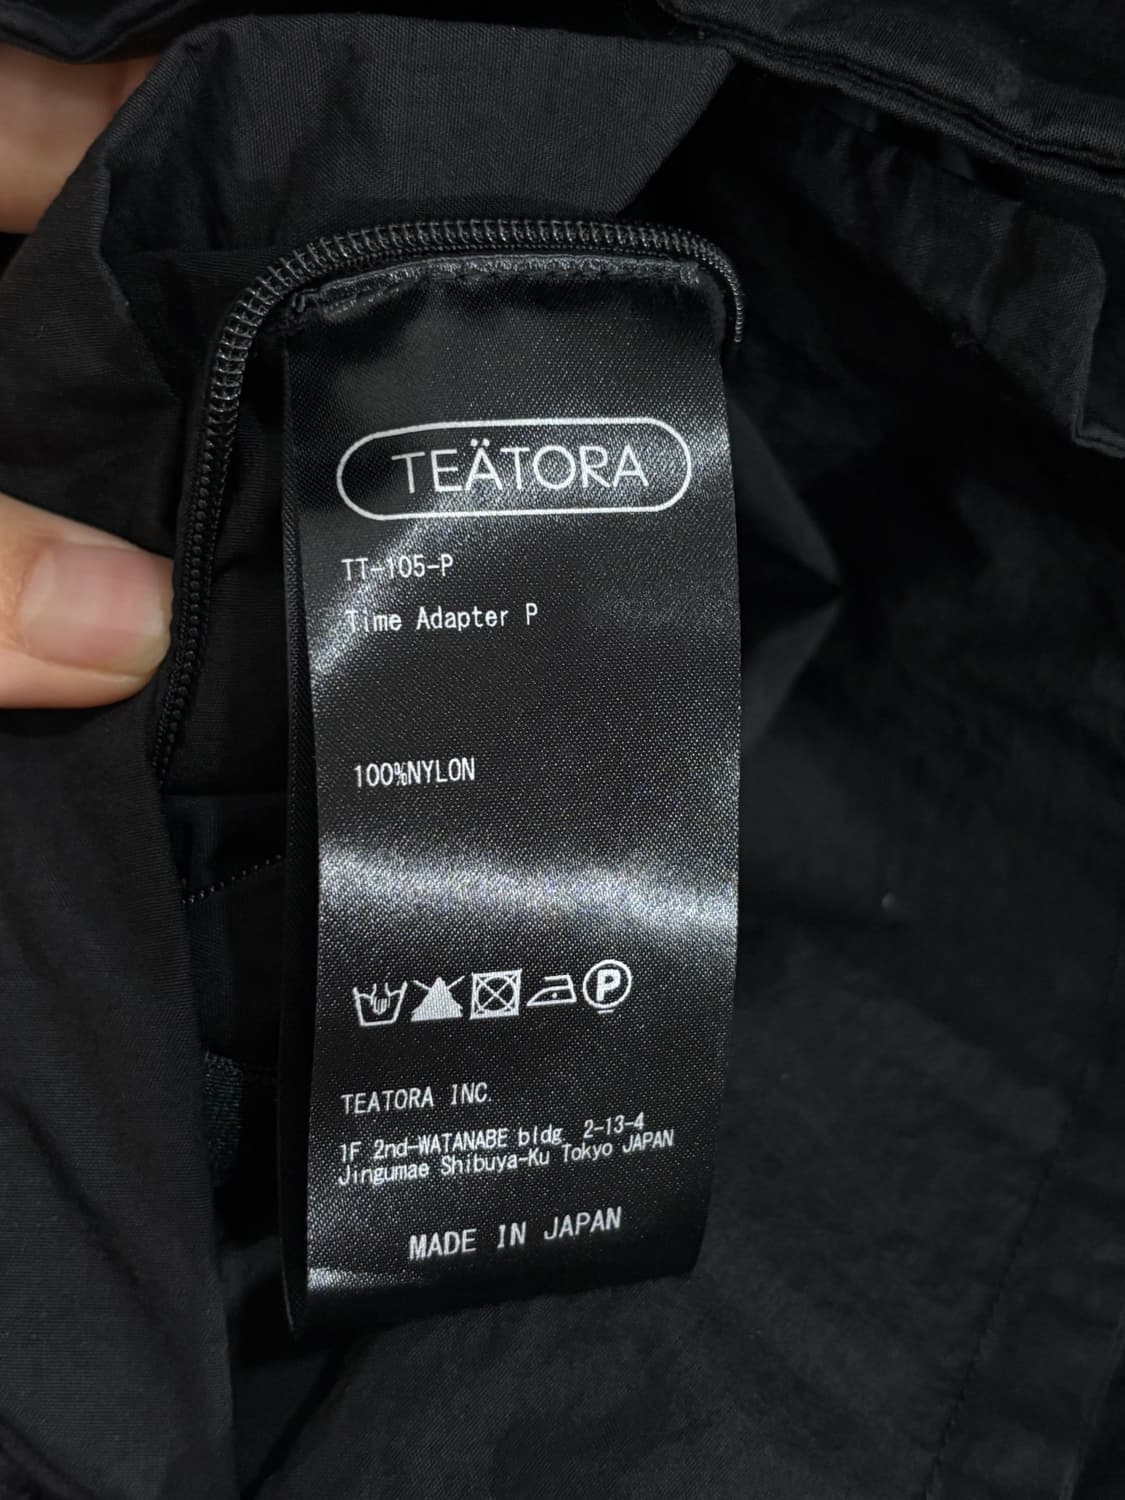 TEÄTORA
TT-105-P
Time Adapter P
100%NYLON
P
TEATORA INC.
1F 2nd-WATANABE bldg 2-13-4
Jingumae Shibuya-Ku Tokyo JAPAN
MADE IN JAPAN